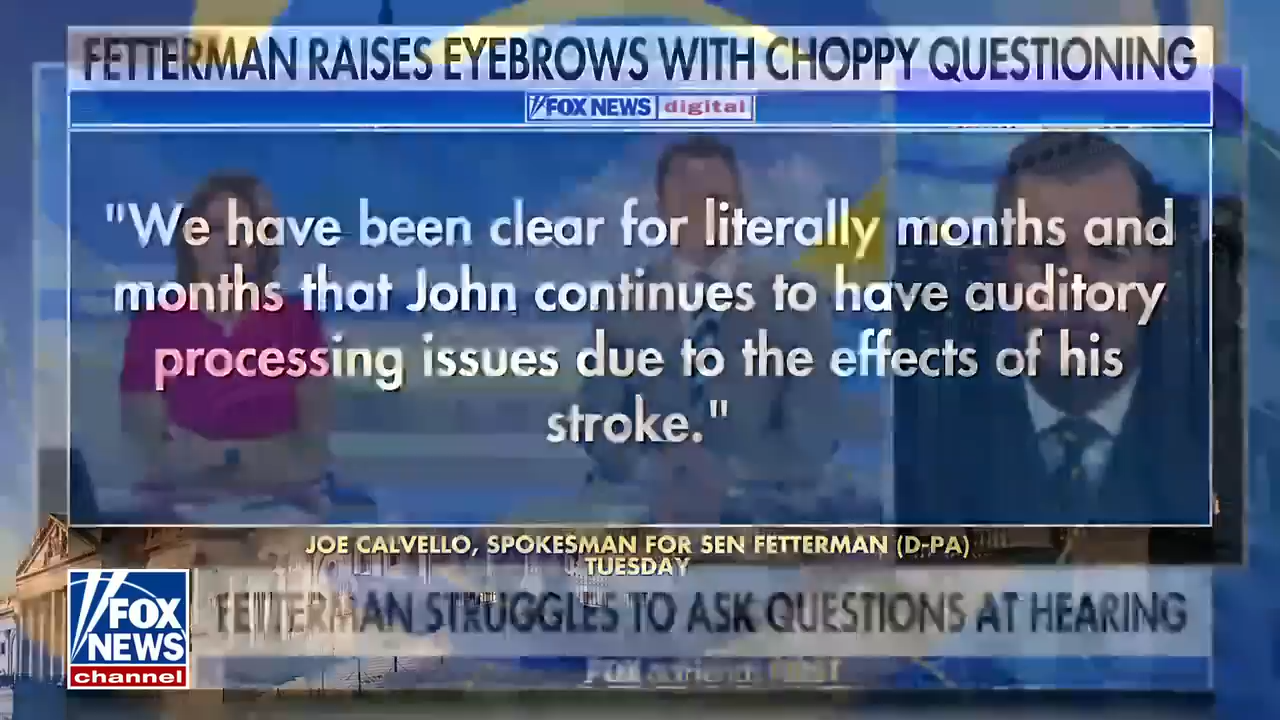 FETTERMAN RAISES EYEBROWS WITH CHOPPY QUESTIONING
FOX NEWS digital
"We have been clear for literally months and
months that John continues to have auditory
processing issues due to the effects of his
stroke."
JOE CALVELLO, SPOKESMAN FOR SEN FETTERMAN (D-PA)
TUESDAY
FETTERMAN STRUGGLES TO ASK QUESTIONS AT HEARING
FOX NEWS
channel